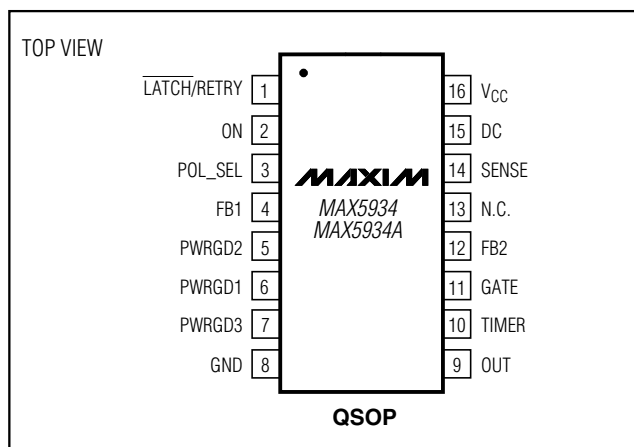 TOP VIEW
LATCH/RETRY 1
ON 2
POL_SEL 3
FB1 4
PWRGD2 5
PWRGD1 6
PWRGD3 7
GND 8
MAXIM
MAX5934
MAX5934A
16 VCC
15 DC
14 SENSE
13 N.C.
12 FB2
11 GATE
10 TIMER
9 OUT
QSOP